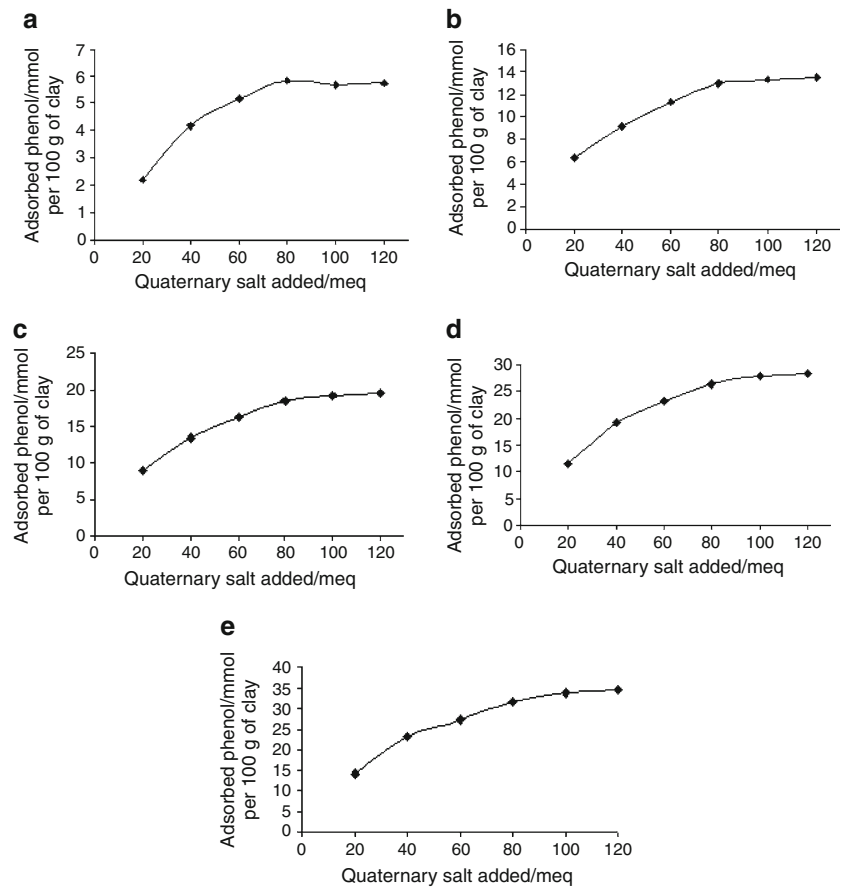 a
7
6
5
4
3
2
1
0
Adsorbed phenol/mmol
per 100 g of clay
0 20 40 60 80 100 120
Quaternary salt added/meq
b
16
14
12
10
8
6
4
2
0
Adsorbed phenol/mmol
per 100 g of clay
0 20 40 60 80 100 120
Quaternary salt added/meq
c
25
20
15
10
5
0
Adsorbed phenol/mmol
per 100 g of clay
0 20 40 60 80 100 120
Quaternary salt added/meq
d
30
25
20
15
10
5
0
Adsorbed phenol/mmol
per 100 g of clay
0 20 40 60 80 100 120
Quaternary salt added/meq
e
40
35
30
25
20
15
10
5
0
Adsorbed phenol/mmol
per 100 g of clay
0 20 40 60 80 100 120
Quaternary salt added/meq